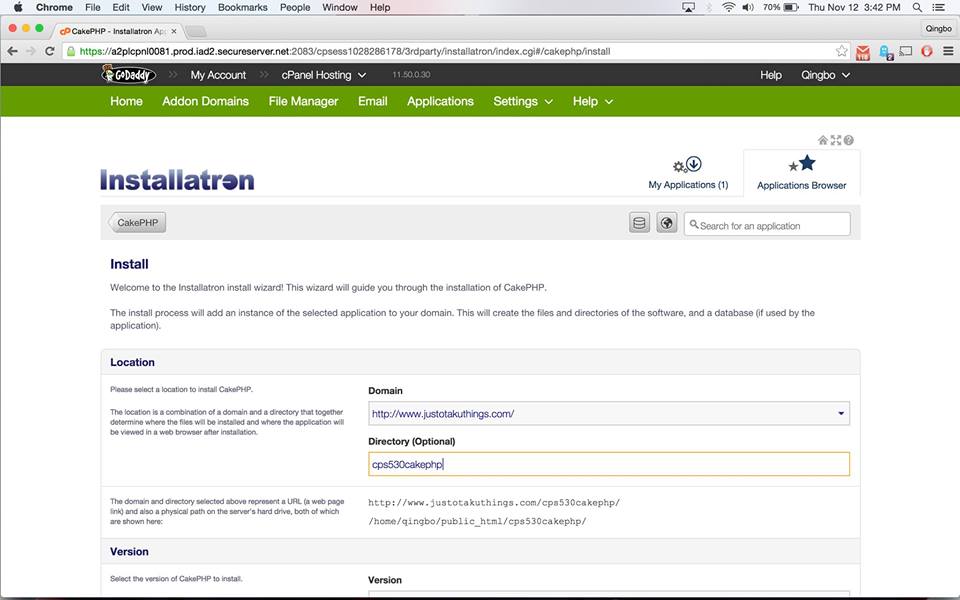 Chrome File Edit View History Bookmarks People Window Help 70% Thu Nov 12 3:42 PM
CakePHP - Installatron App Qingbo
https://a2plcpnl0081.prod.iad2.secureserver.net:2083/cpsess1028286178/3rdparty/installatron/index.cgi#/cakephp/install 118 2
GoDaddy My Account cPanel Hosting 11.50.0.30 Help Qingbo
Home Addon Domains File Manager Email Applications Settings Help
Installatron
My Applications (1) Applications Browser
CakePHP Search for an application
Install
Welcome to the Installatron install wizard! This wizard will guide you through the installation of CakePHP.
The install process will add an instance of the selected application to your domain. This will create the files and directories of the software, and a database (if used by the
application).
Location
Please select a location to install CakePHP.
The location is a combination of a domain and a directory that together
determine where the files will be installed and where the application will
be viewed in a web browser after installation.
Domain
http://www.justotakuthings.com/
Directory (Optional)
cps530cakephp
The domain and directory selected above represent a URL (a web page
link) and also a physical path on the server's hard drive, both of which
are shown here:
http://www.justotakuthings.com/cps530cakephp/
/home/qingbo/public_html/cps530cakephp/
Version
Select the version of CakePHP to install.
Version